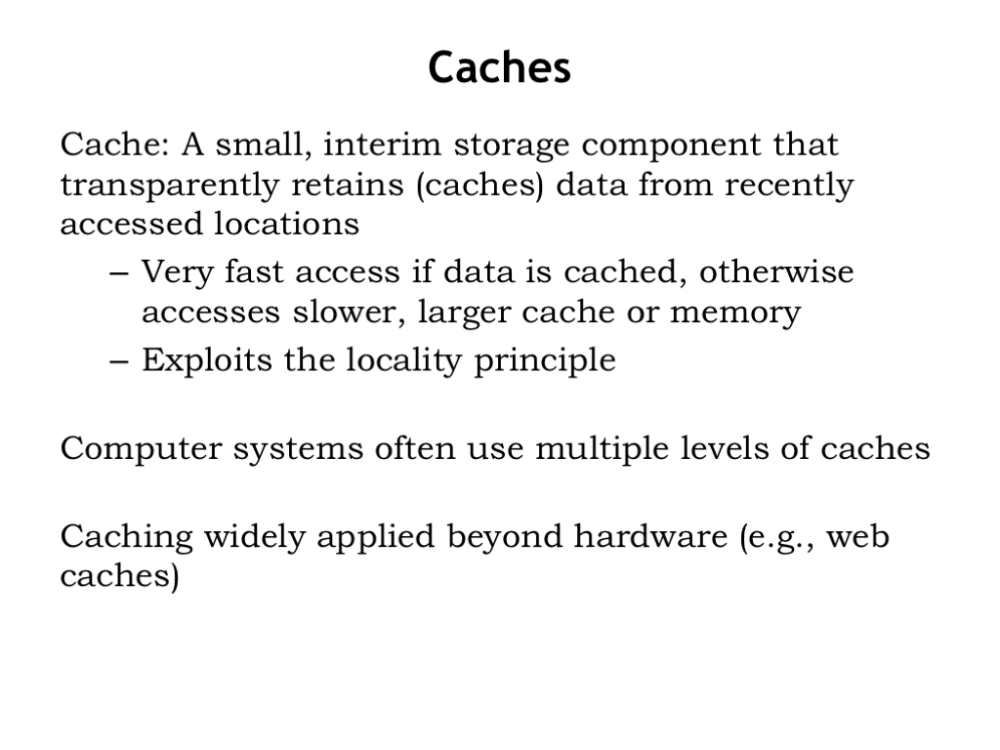 Caches
Cache: A small, interim storage component that
transparently retains (caches) data from recently
accessed locations
– Very fast access if data is cached, otherwise
accesses slower, larger cache or memory
– Exploits the locality principle
Computer systems often use multiple levels of caches
Caching widely applied beyond hardware (e.g., web
caches)